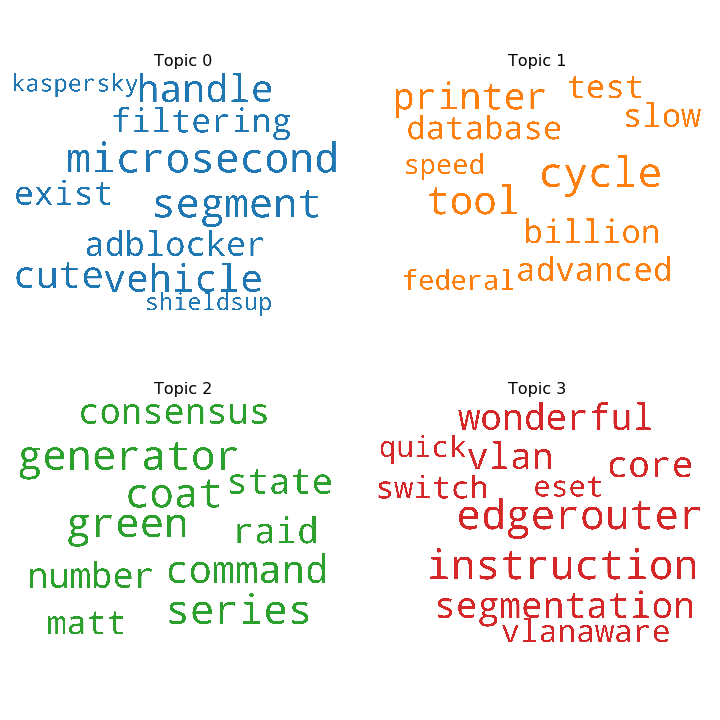 Topic 0
kaspersky handle
filtering
microsecond
exist segment
adblocker
cute vehicle
shieldsup
Topic 1
printer test
database slow
speed cycle
tool
billion
federal advanced
Topic 2
consensus
generator
coat state
green raid
number command
matt series
Topic 3
wonderful
quick vlan core
switch eset
edgerouter
instruction
segmentation
vlanaware